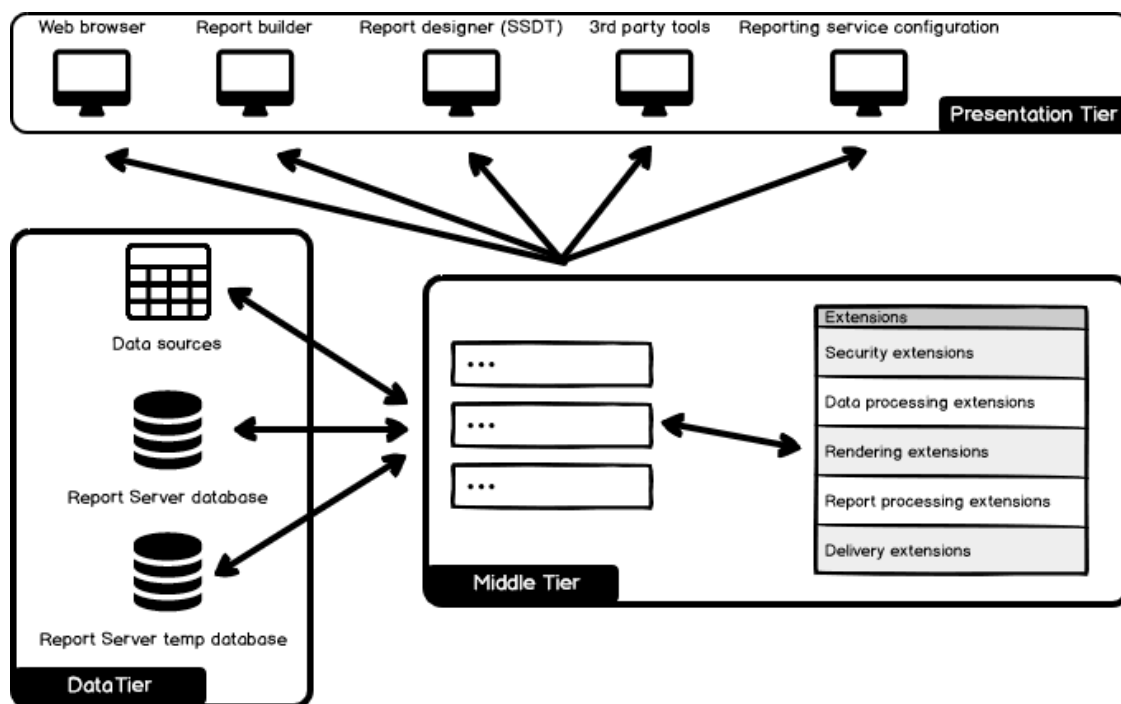 Web browser
Report builder
Report designer (SSDT)
3rd party tools
Reporting service configuration
Presentation Tier
Data sources
Report Server database
Report Server temp database
DataTier
...
...
...
Middle Tier
Extensions
Security extensions
Data processing extensions
Rendering extensions
Report processing extensions
Delivery extensions